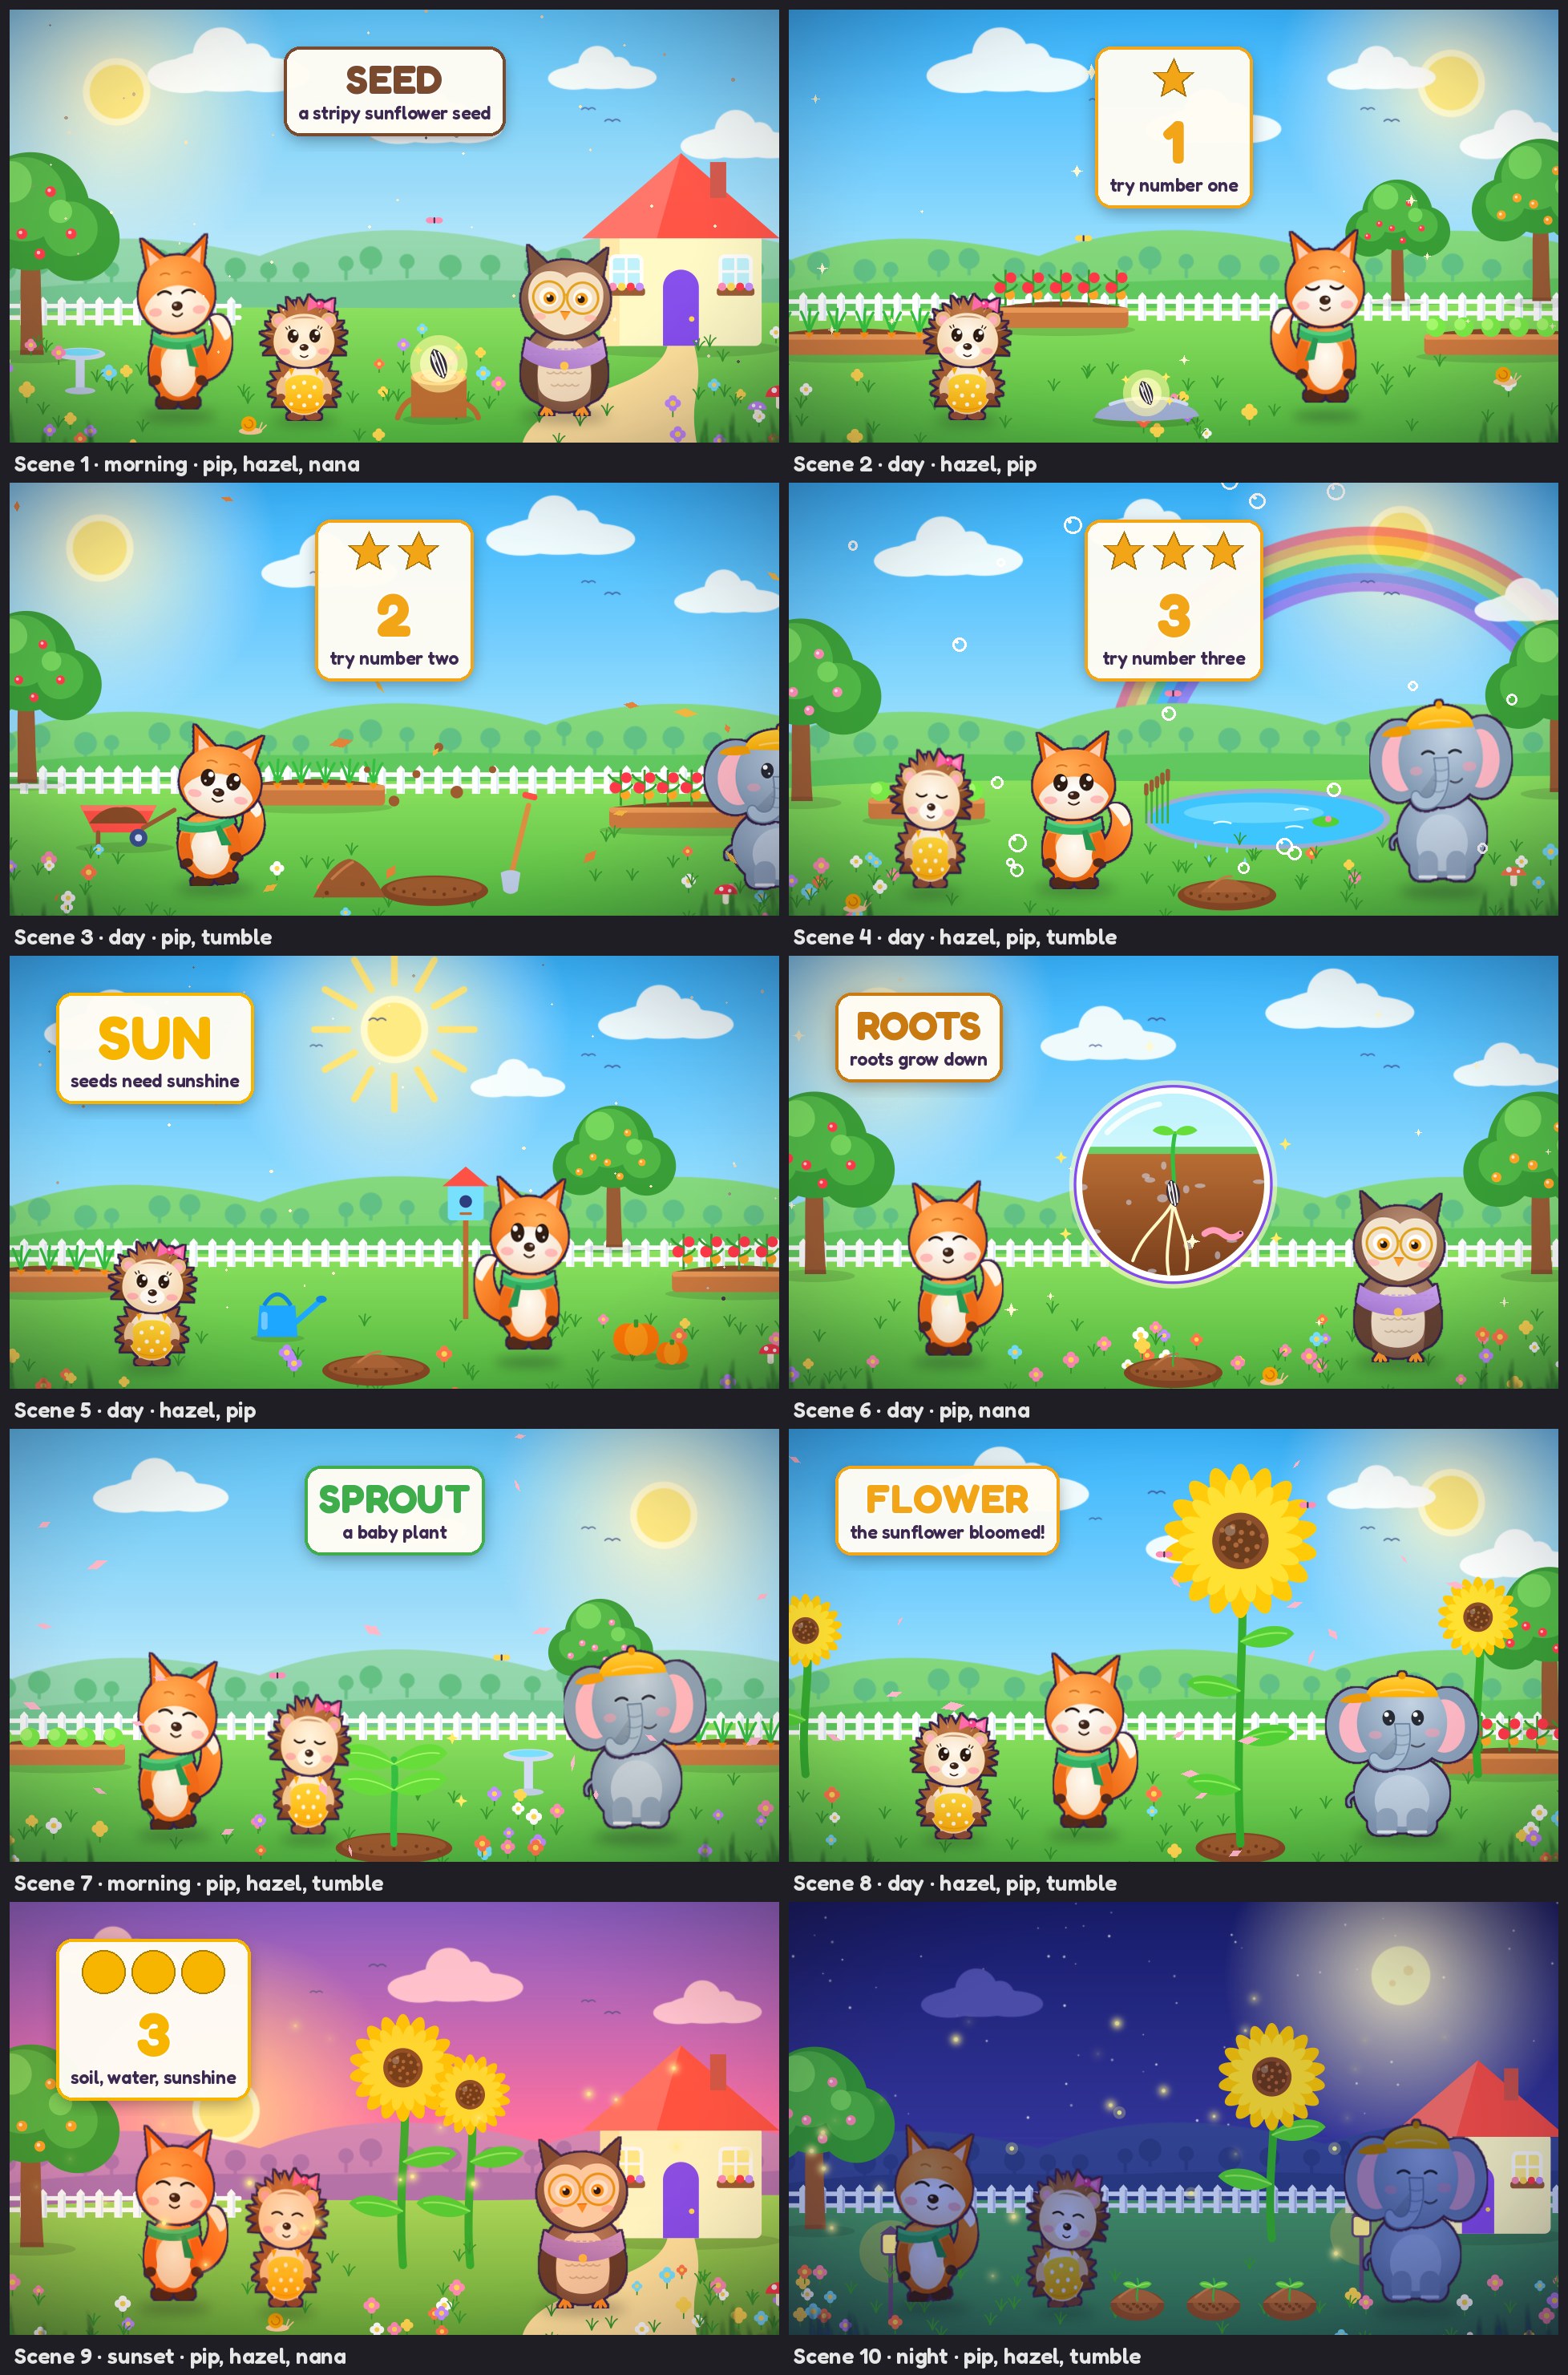 SEED
a stripy sunflower seed
Scene 1 · morning · pip, hazel, nana
1
try number one
Scene 2 · day · hazel, pip
2
try number two
Scene 3 · day · pip, tumble
3
try number three
Scene 4 · day · hazel, pip, tumble
SUN
seeds need sunshine
Scene 5 · day · hazel, pip
ROOTS
roots grow down
Scene 6 · day · pip, nana
SPROUT
a baby plant
Scene 7 · morning · pip, hazel, tumble
FLOWER
the sunflower bloomed!
Scene 8 · day · hazel, pip, tumble
3
soil, water, sunshine
Scene 9 · sunset · pip, hazel, nana
Scene 10 · night · pip, hazel, tumble